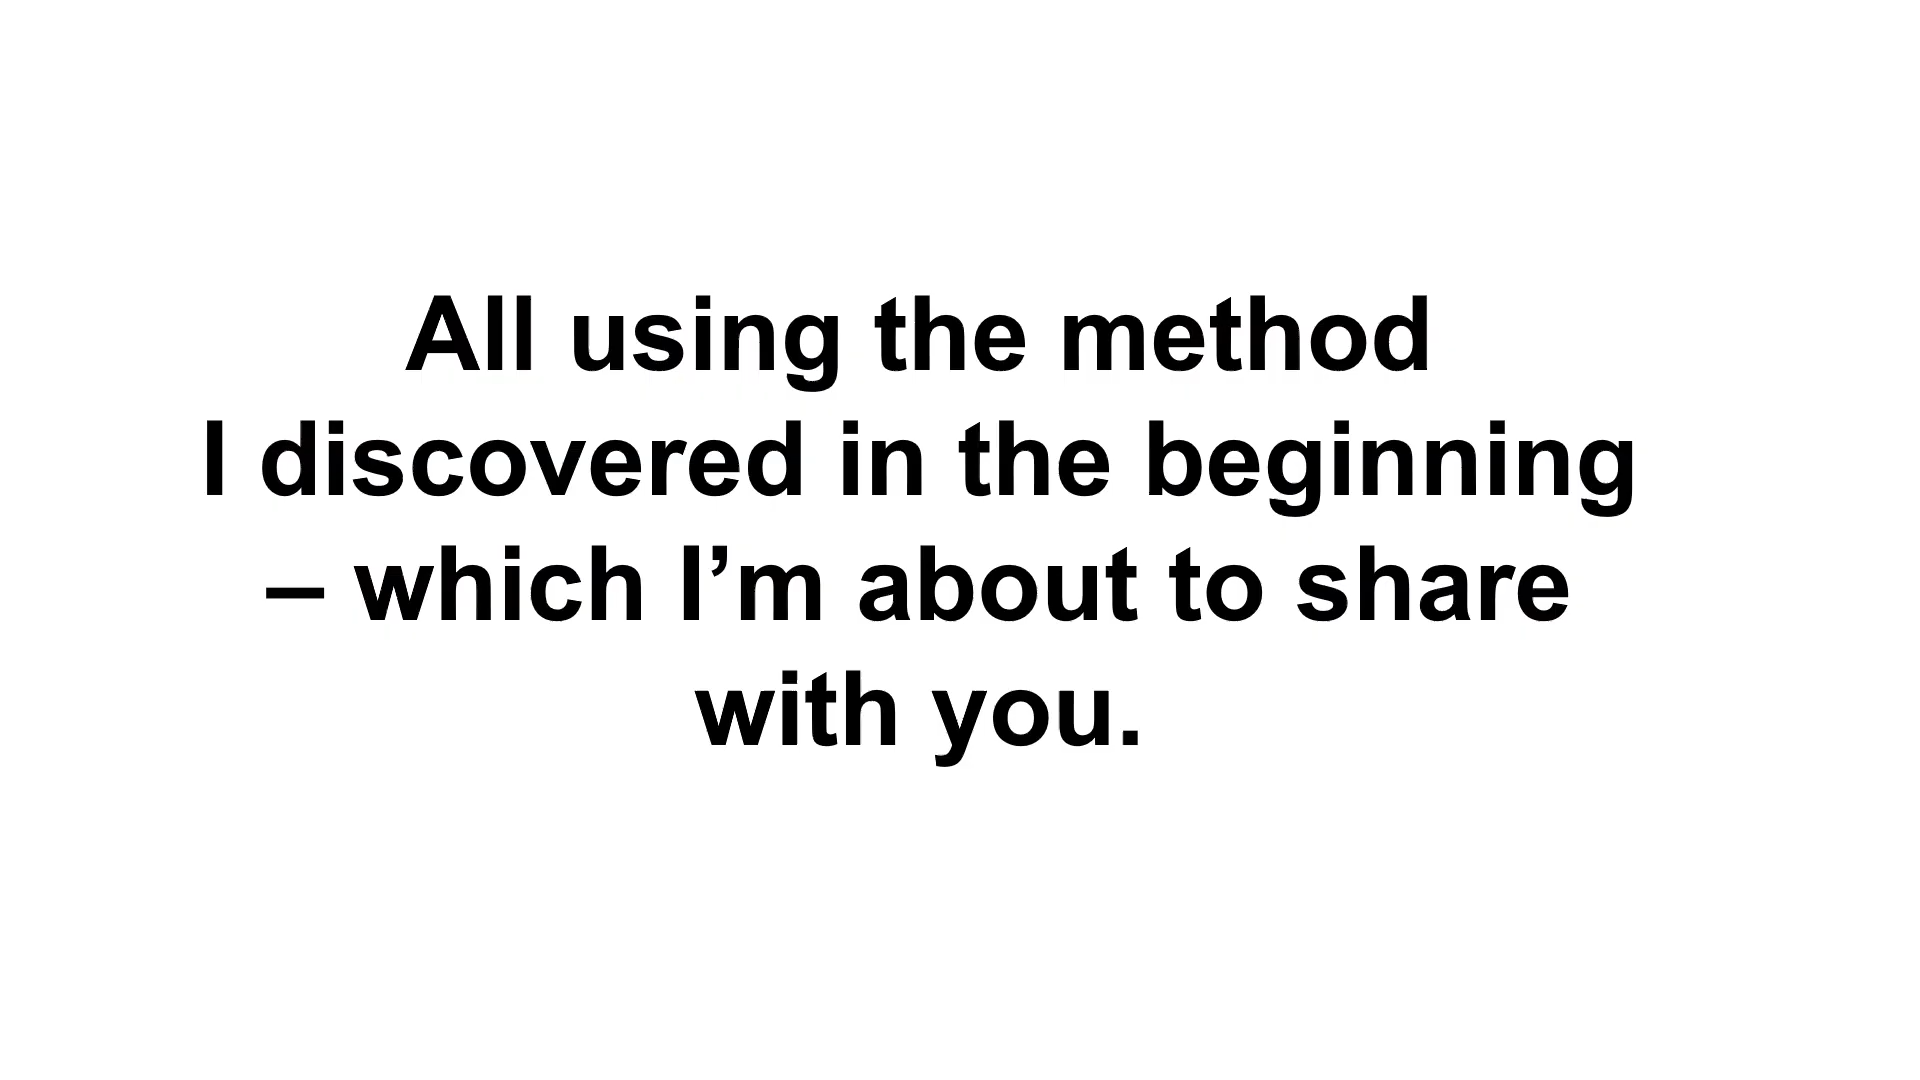 All using the method
I discovered in the beginning
– which I’m about to share
with you.